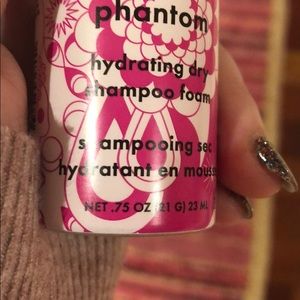 phantom
hydrating dry
shampoo foam
shampooing sec
hydratant en mousse
NET .75 OZ (21 G) 23 ML